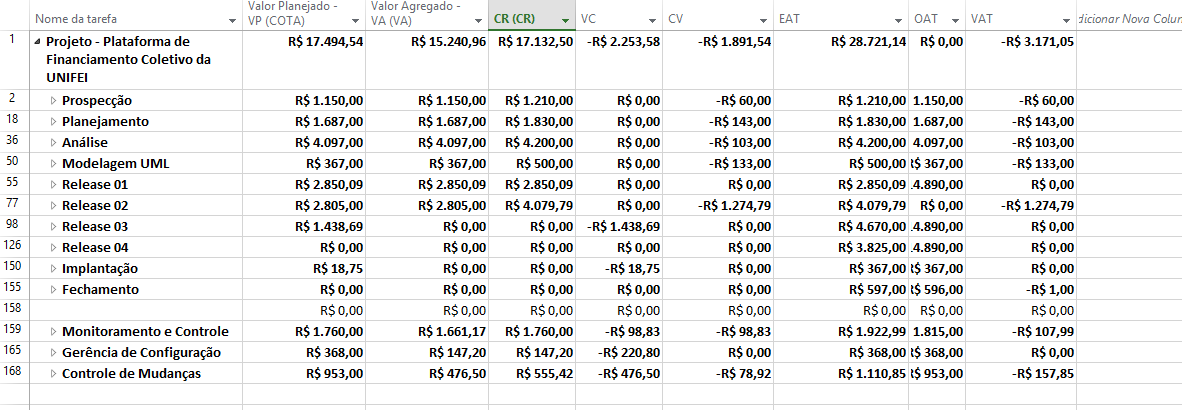 Nome da tarefa Valor Planejado - VP (COTA) Valor Agregado - VA (VA) CR (CR) VC CV EAT OAT VAT dicionar Nova Colun
1 Projeto - Plataforma de Financiamento Coletivo da UNIFEI R$ 17.494,54 R$ 15.240,96 R$ 17.132,50 -R$ 2.253,58 -R$ 1.891,54 R$ 28.721,14 R$ 0,00 -R$ 3.171,05
2 Prospecção R$ 1.150,00 R$ 1.150,00 R$ 1.210,00 R$ 0,00 -R$ 60,00 R$ 1.210,00 1.150,00 -R$ 60,00
18 Planejamento R$ 1.687,00 R$ 1.687,00 R$ 1.830,00 R$ 0,00 -R$ 143,00 R$ 1.830,00 1.687,00 -R$ 143,00
36 Análise R$ 4.097,00 R$ 4.097,00 R$ 4.200,00 R$ 0,00 -R$ 103,00 R$ 4.200,00 4.097,00 -R$ 103,00
50 Modelagem UML R$ 367,00 R$ 367,00 R$ 500,00 R$ 0,00 -R$ 133,00 R$ 500,00 R$ 367,00 -R$ 133,00
55 Release 01 R$ 2.850,09 R$ 2.850,09 R$ 2.850,09 R$ 0,00 R$ 0,00 R$ 2.850,09 .4.890,00 R$ 0,00
77 Release 02 R$ 2.805,00 R$ 2.805,00 R$ 4.079,79 R$ 0,00 -R$ 1.274,79 R$ 4.079,79 R$ 0,00 -R$ 1.274,79
98 Release 03 R$ 1.438,69 R$ 0,00 R$ 0,00 -R$ 1.438,69 R$ 0,00 R$ 4.670,00 .4.890,00 R$ 0,00
126 Release 04 R$ 0,00 R$ 0,00 R$ 0,00 R$ 0,00 R$ 0,00 R$ 3.825,00 .4.890,00 R$ 0,00
150 Implantação R$ 18,75 R$ 0,00 R$ 0,00 -R$ 18,75 R$ 0,00 R$ 367,00 R$ 367,00 R$ 0,00
155 Fechamento R$ 0,00 R$ 0,00 R$ 0,00 R$ 0,00 R$ 0,00 R$ 597,00 R$ 596,00 -R$ 1,00
158 R$ 0,00 R$ 0,00 R$ 0,00 R$ 0,00 R$ 0,00 R$ 0,00 R$ 0,00 R$ 0,00
159 Monitoramento e Controle R$ 1.760,00 R$ 1.661,17 R$ 1.760,00 -R$ 98,83 -R$ 98,83 R$ 1.922,99 1.815,00 -R$ 107,99
165 Gerência de Configuração R$ 368,00 R$ 147,20 R$ 147,20 -R$ 220,80 R$ 0,00 R$ 368,00 R$ 368,00 R$ 0,00
168 Controle de Mudanças R$ 953,00 R$ 476,50 R$ 555,42 -R$ 476,50 -R$ 78,92 R$ 1.110,85 R$ 953,00 -R$ 157,85